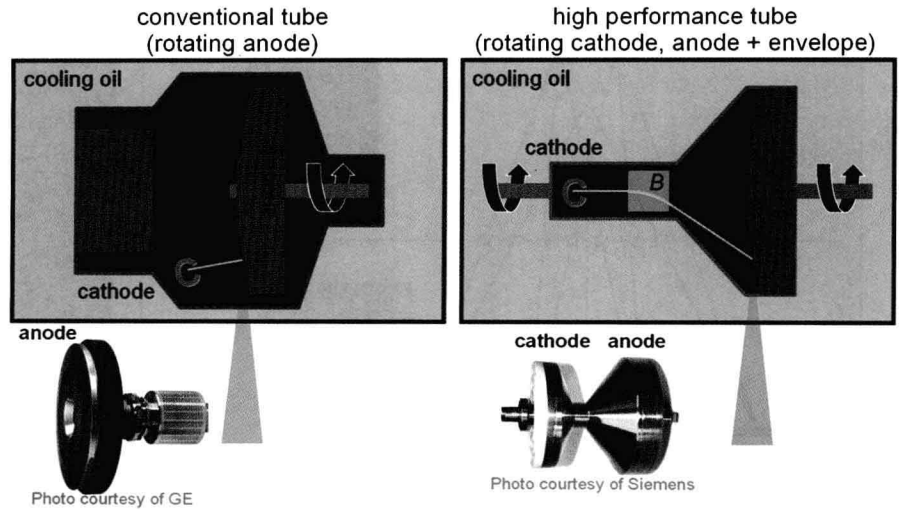 conventional tube
(rotating anode)
high performance tube
(rotating cathode, anode + envelope)
cooling oil
cathode
C
anode
Photo courtesy of GE
cooling oil
cathode
C
B
cathode anode
Photo courtesy of Siemens